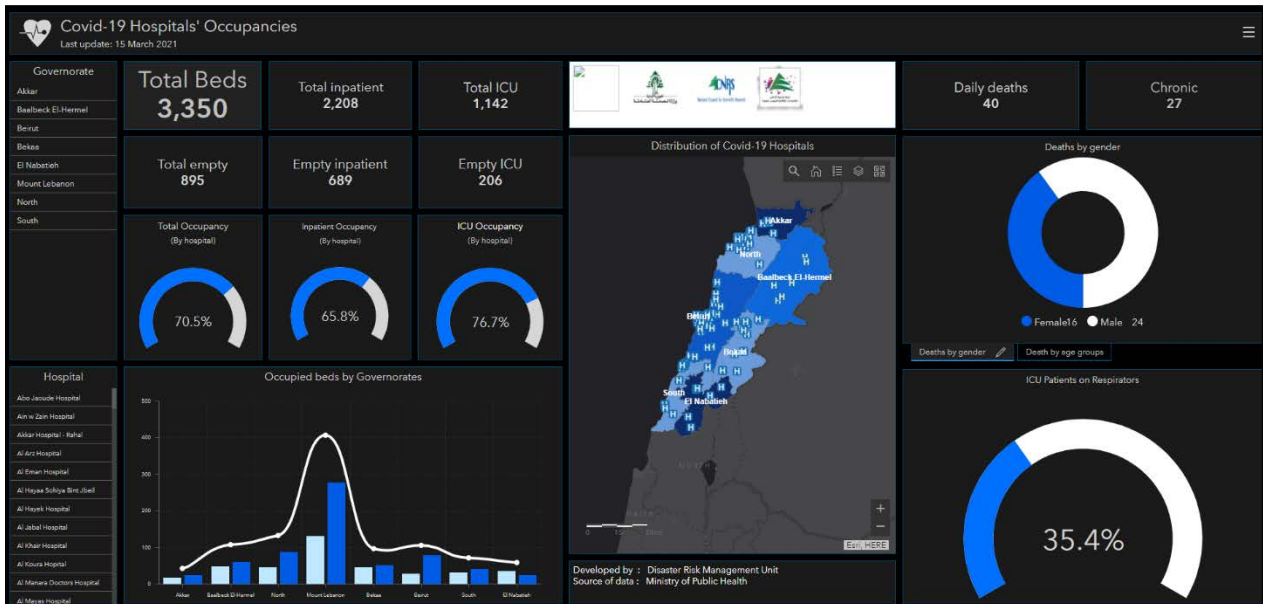 Covid-19 Hospitals' Occupancies
Last update: 15 March 2021
Governorate
Akkar
Baalbeck El-Hermel
Beirut
Bekaa
El Nabatieh
Mount Lebanon
North
South
Total Beds
3,350
Total inpatient
2,208
Total ICU
1,142
Total empty
895
Empty inpatient
689
Empty ICU
206
Total Occupancy
(By hospital)
70.5%
Inpatient Occupancy
(By hospital)
65.8%
ICU Occupancy
(By hospital)
76.7%
CNRS
Daily deaths
40
Chronic
27
Distribution of Covid-19 Hospitals
Akkar
North
Baalbeck El-Hermel
Beirut
Bekaa
South
El Nabatieh
Esri, HERE
Deaths by gender
Female16 Male 24
Deaths by gender
Death by age groups
ICU Patients on Respirators
35.4%
Hospital
Abo Jaoude Hospital
Ain w Zain Hospital
Akkar Hospital - Rahal
Al Arz Hospital
Al Eman Hospital
Al Hayaa Sohiya Bint Jbeil
Al Hayek Hospital
Al Jabal Hospital
Al Khair Hospital
Al Koura Hopital
Al Manara Doctors Hospital
Al Mayas Hospital
Occupied beds by Governorates
500
400
300
200
100
0
Akkar Baalback El-Hermal North Mount Lebanon Bekaa Beirut South El Nabatieh
Developed by : Disaster Risk Management Unit
Source of data : Ministry of Public Health